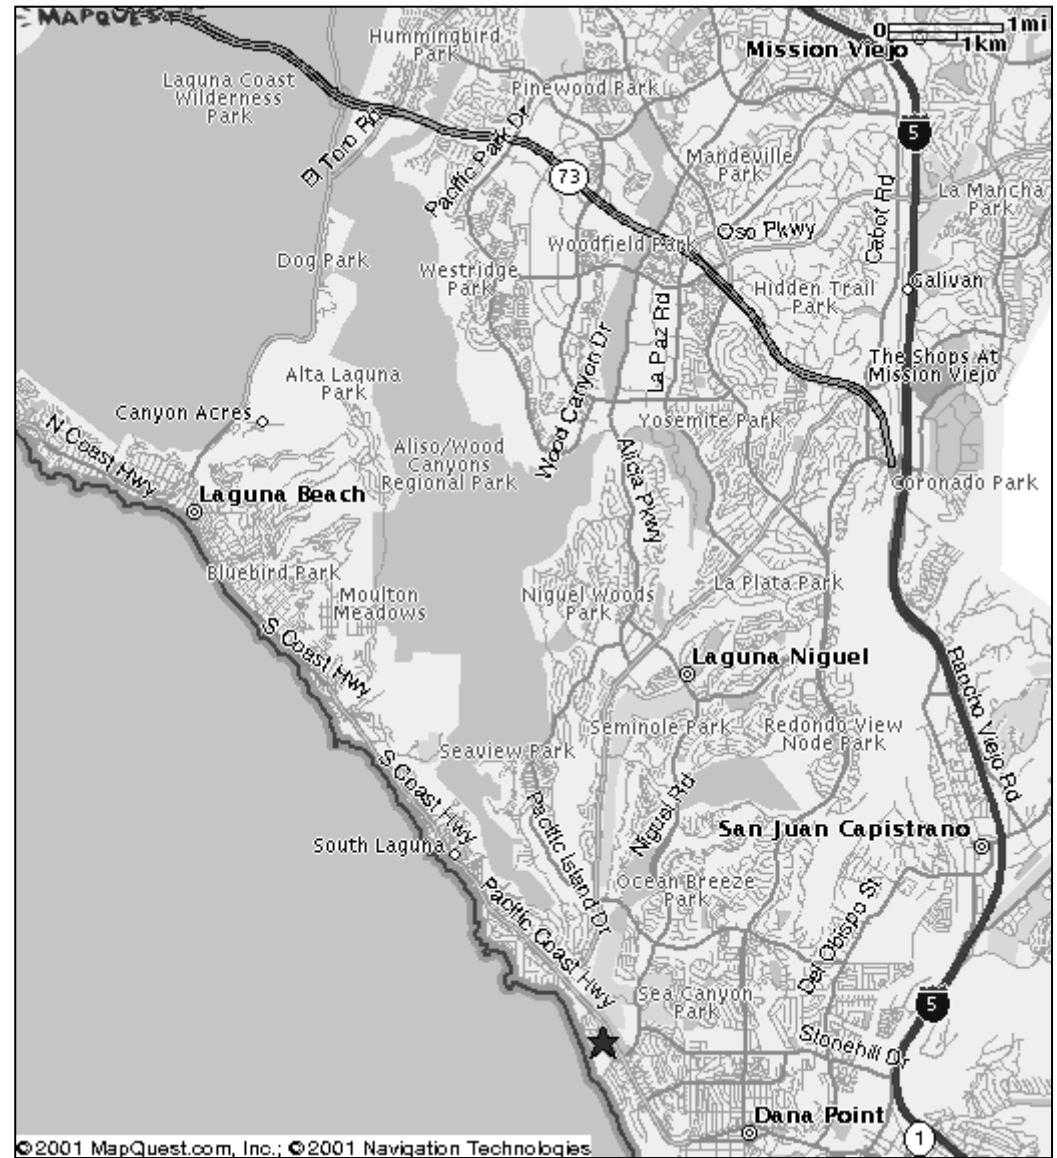 MAPQUEST
0 1mi
1km
Mission Viejo
Hummingbird
Park
Laguna Coast
Wilderness
Park
Pinewood Park
El Toro Rd
Pacific Park Dr
5
73
Mandeville
Park
La Mancha
Park
Cabot Rd
Oso Pkwy
Woodfield Park
Dog Park
Westridge
Park
Galivan
Hidden Trail
Park
La Paz Rd
Wood Canyon Dr
The Shops At
Mission Viejo
Alta Laguna
Park
Canyon Acres
Yosemite Park
N Coast Hwy
Aliso/Wood
Canyons
Regional Park
Alicia Pkwy
Coronado Park
Laguna Beach
Bluebird Park
Moulton
Meadows
Niguel Woods
Park
La Plata Park
S Coast Hwy
Laguna Niguel
Rancho Viejo Rd
Seminole Park
Redondo View
Node Park
Seaview Park
S Coast Hwy
Pacific Island Dr
Niguel Rd
San Juan Capistrano
South Laguna
Ocean Breeze
Park
Del Obispo St
Pacific Coast Hwy
Sea Canyon
Park
5
Stonehill Dr
Dana Point
1
©2001 MapQuest.com, Inc.; ©2001 Navigation Technologies